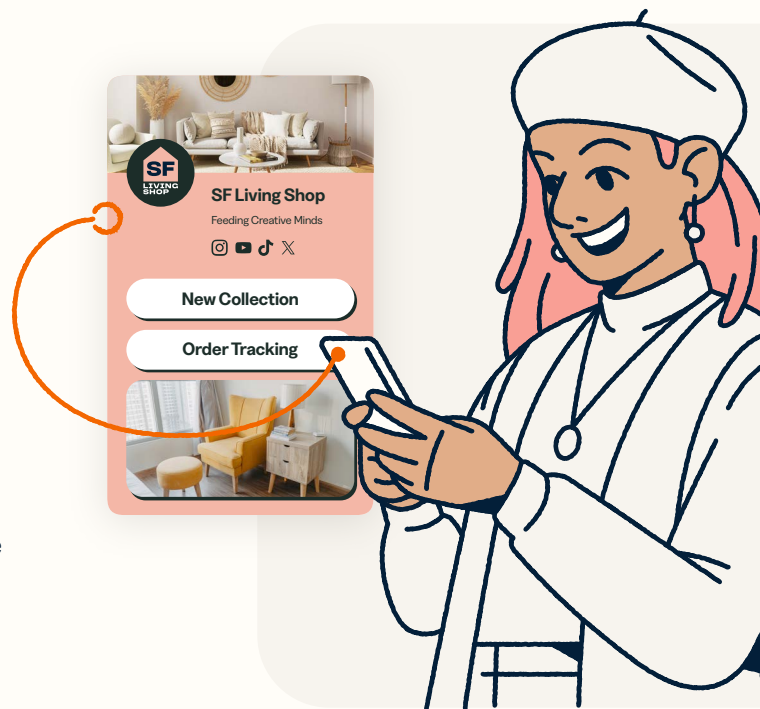 SF
LIVING
SHOP
SF Living Shop
Feeding Creative Minds
New Collection
Order Tracking